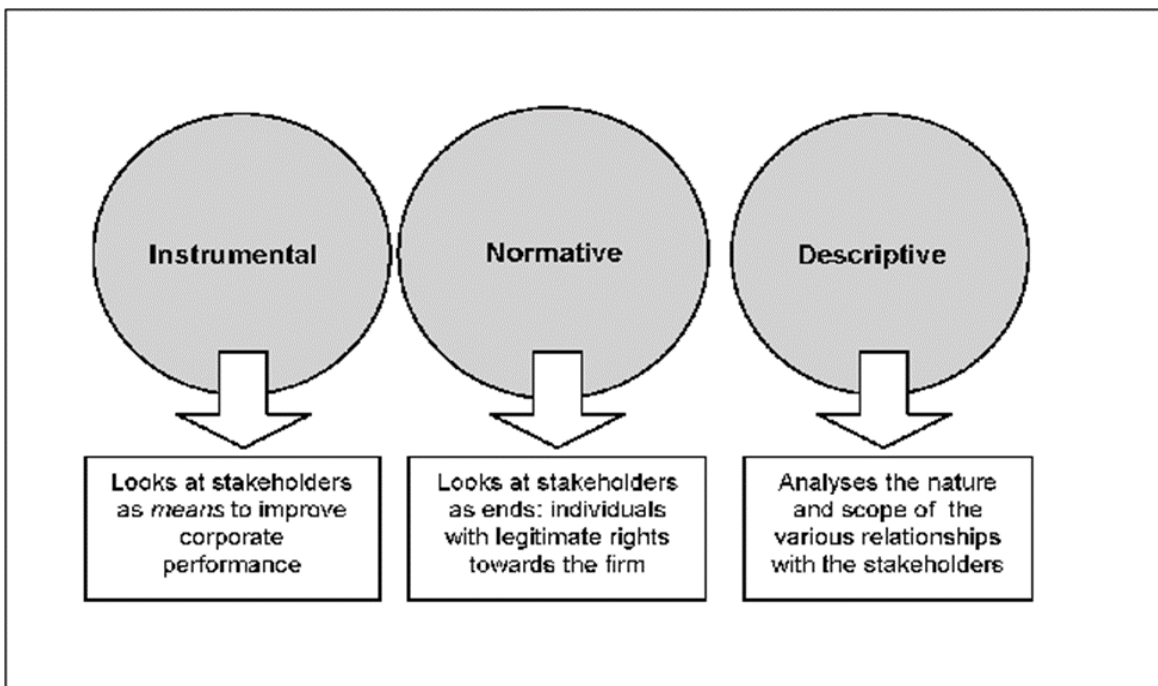 Instrumental
Normative
Descriptive
Looks at stakeholders
as means to improve
corporate
performance
Looks at stakeholders
as ends: individuals
with legitimate rights
towards the firm
Analyses the nature
and scope of the
various relationships
with the stakeholders